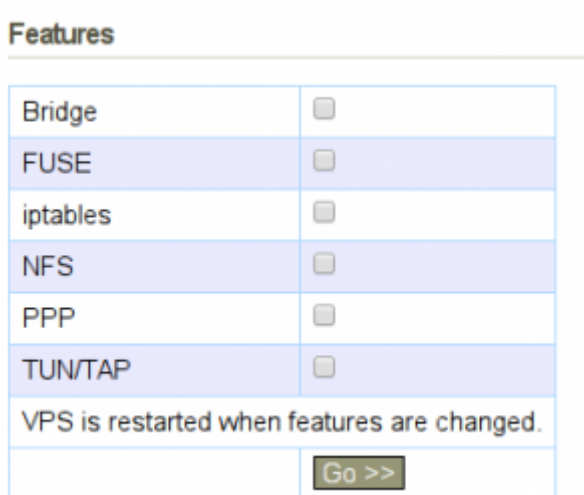 Features
Bridge
FUSE
iptables
NFS
PPP
TUN/TAP
VPS is restarted when features are changed.
Go >>